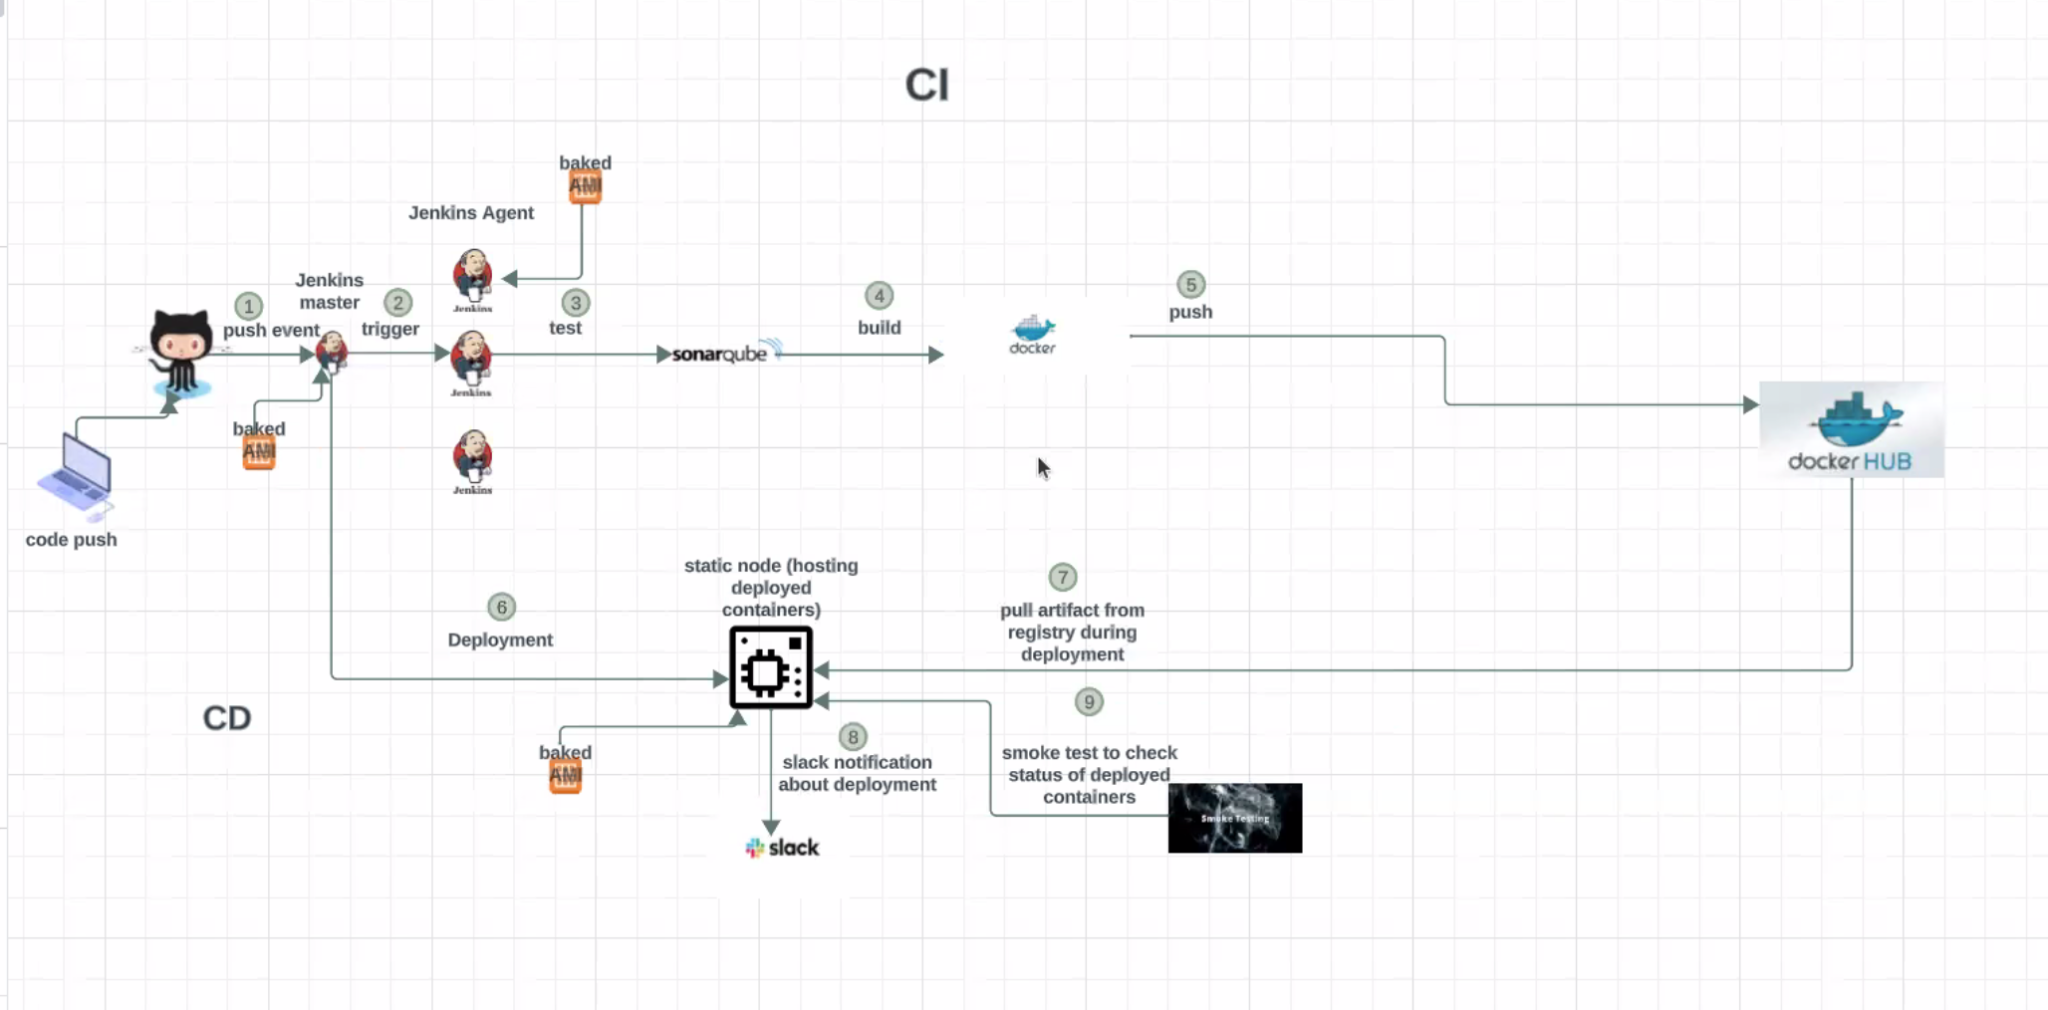 CI
baked
AMI
Jenkins Agent
Jenkins
Jenkins
master
1
push event
2
trigger
3
test
4
build
5
push
sonarqube
docker
Jenkins
baked
AMI
Jenkins
docker HUB
code push
static node (hosting
deployed
containers)
6
Deployment
7
pull artifact from
registry during
deployment
CD
9
smoke test to check
status of deployed
containers
8
slack notification
about deployment
baked
AMI
Smoke Testing
slack